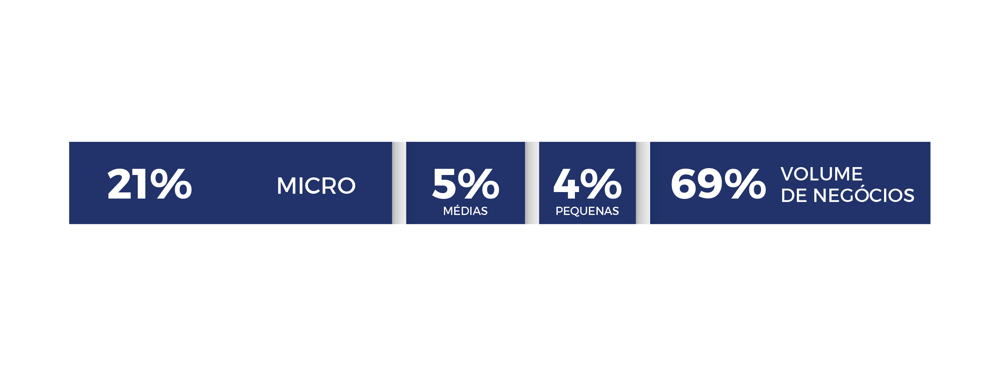 21% MICRO
5%
MÉDIAS
4%
PEQUENAS
69%
VOLUME
DE NEGÓCIOS